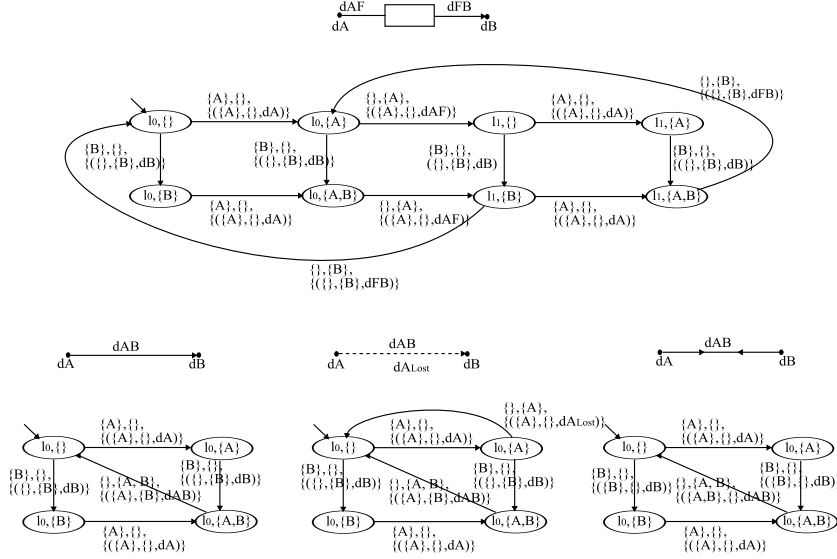 dAF dFB
dA dB
{A},{},
{({A},{},dA)}
{},{A},
{({A},{},dAF)}
{A},{},
{({A},{},dA)}
{},{B},
{({},{B},dFB)}
l0,{}
l0,{A}
l1,{}
l1,{A}
{B},{},
{({},{B},dB)}
{B},{},
{({},{B},dB)}
{B},{},
({},{B},dB)
{B},{},
{({},{B},dB)}
l0,{B}
l0,{A,B}
l1,{B}
l1,{A,B}
{A},{},
{({A},{},dA)}
{},{A},
{({A},{},dAF)}
{A},{},
{({A},{},dA)}
{},{B},
{({},{B},dFB)}
dAB
dA dB
{A},{},
{({A},{},dA)}
l0,{}
l0,{A}
{B},{},
{({},{B},dB)}
{},{A, B},
{({A},{B},dAB)}
{B},{},
{({},{B},dB)}
l0,{B}
l0,{A,B}
{A},{},
{({A},{},dA)}
dAB
dA dB
dALost
{},{A},
{({A},{},dALost)}
{A},{},
{({A},{},dA)}
l0,{}
l0,{A}
{B},{},
{({},{B},dB)}
{},{A, B},
{({A},{B},dAB)}
{B},{},
{({},{B},dB)}
l0,{B}
l0,{A,B}
{A},{},
{({A},{},dA)}
dAB
dA dB
{A},{},
{({A},{},dA)}
l0,{}
l0,{A}
{B},{},
{({B},{},dB)}
{},{A, B},
{({A,B},{},dAB)}
{B},{},
{({B},{},dB)
l0,{B}
l0,{A,B}
{A},{},
{({A},{},dA)}